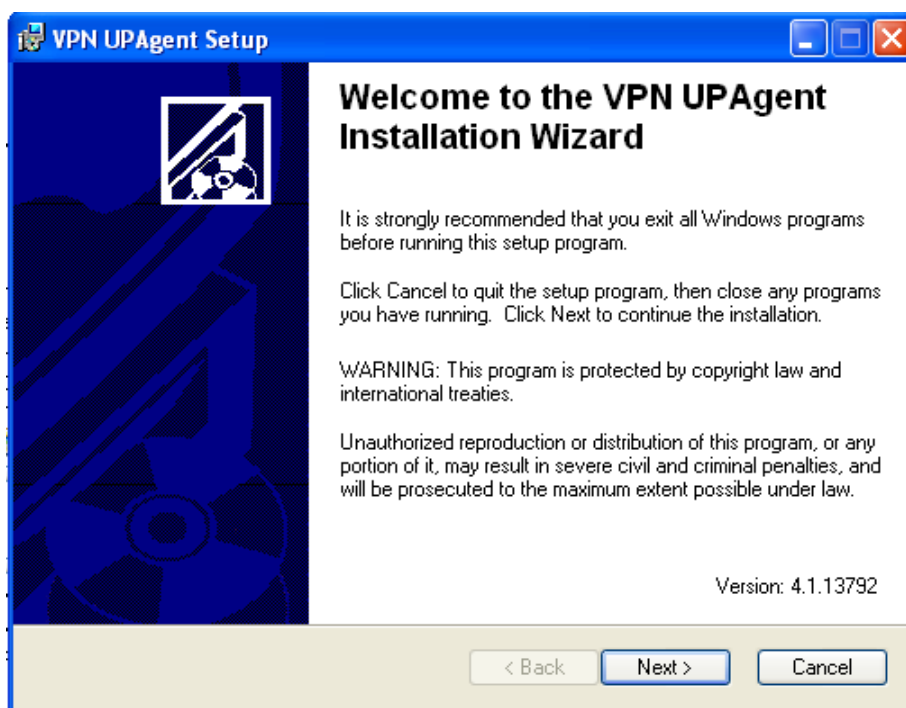 VPN UPAgent Setup
Welcome to the VPN UPAgent
Installation Wizard
It is strongly recommended that you exit all Windows programs
before running this setup program.
Click Cancel to quit the setup program, then close any programs
you have running.  Click Next to continue the installation.
WARNING: This program is protected by copyright law and
international treaties.
Unauthorized reproduction or distribution of this program, or any
portion of it, may result in severe civil and criminal penalties, and
will be prosecuted to the maximum extent possible under law.
Version: 4.1.13792
< Back Next > Cancel